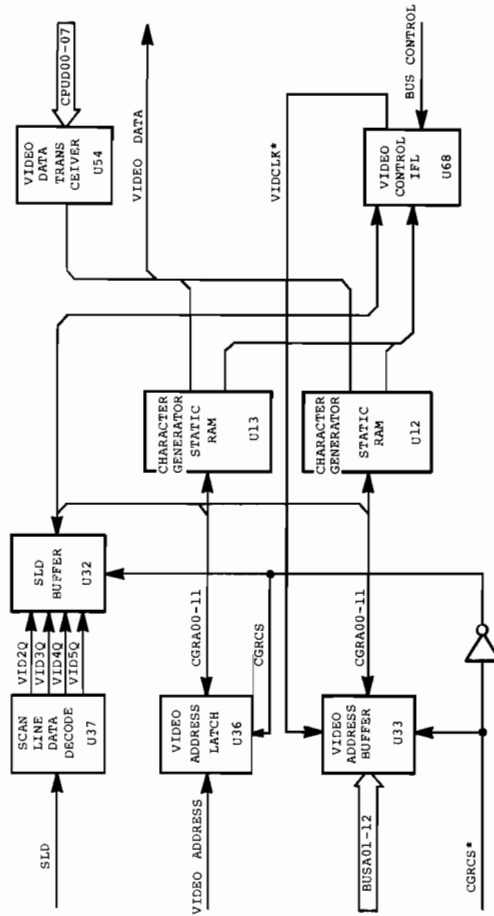 SLD
SCAN
LINE
DATA
DECODE
U37
VID2Q
VID3Q
VID4Q
VID5Q
SLD
BUFFER
U32
VIDEO
DATA
TRANS
CEIVER
U54
CPUD00-07
VIDEO DATA
VIDEO ADDRESS
VIDEO
ADDRESS
LATCH
U36
CGRA00-11
CGRCS
CHARACTER
GENERATOR
STATIC
RAM
U13
VIDCLK*
BUSA01-12
VIDEO
ADDRESS
BUFFER
U33
CGRA00-11
CHARACTER
GENERATOR
STATIC
RAM
U12
VIDEO
CONTROL
IFL
U68
BUS CONTROL
CGRCS*